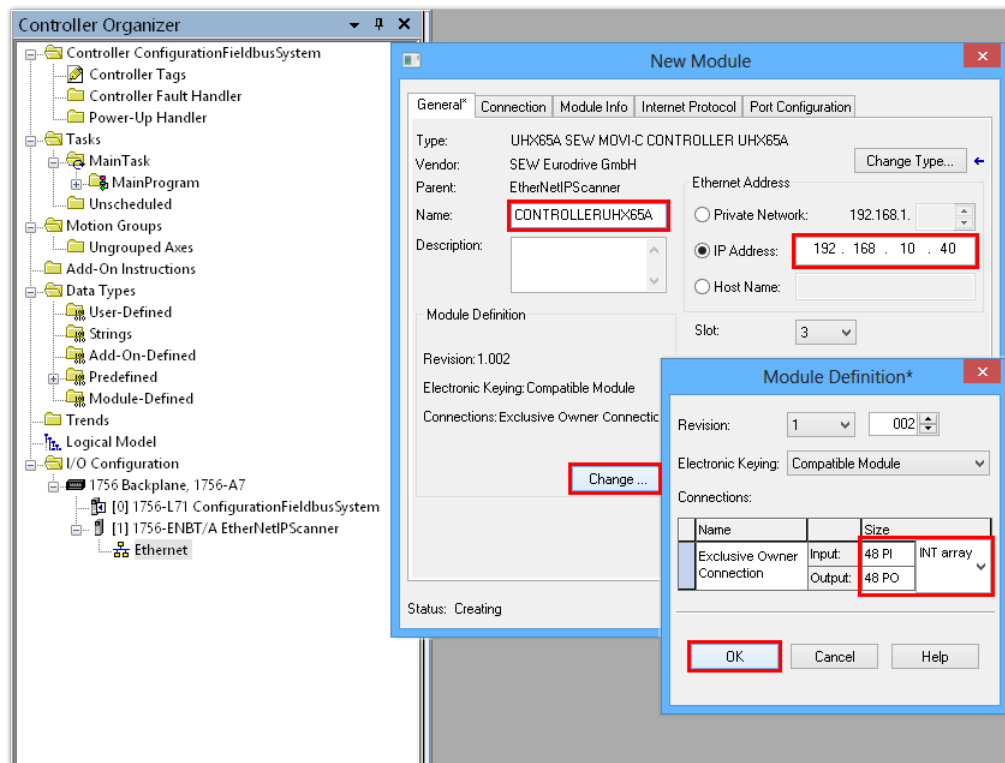 Controller Organizer
Controller ConfigurationFieldbusSystem
Controller Tags
Controller Fault Handler
Power-Up Handler
Tasks
MainTask
MainProgram
Unscheduled
Motion Groups
Ungrouped Axes
Add-On Instructions
Data Types
User-Defined
Strings
Add-On-Defined
Predefined
Module-Defined
Trends
Logical Model
I/O Configuration
1756 Backplane, 1756-A7
[0] 1756-L71 ConfigurationFieldbusSystem
[1] 1756-ENBT/A EtherNetIPScanner
Ethernet
New Module
General* Connection Module Info Internet Protocol Port Configuration
Type: UHX65A SEW MOVI-C CONTROLLER UHX65A
Vendor: SEW Eurodrive GmbH
Change Type...
Parent: EtherNetIPScanner
Name: CONTROLLERUHX65A
Description:
Ethernet Address
Private Network: 192.168.1.
IP Address: 192 . 168 . 10 . 40
Host Name:
Slot: 3
Module Definition
Revision: 1.002
Electronic Keying: Compatible Module
Connections: Exclusive Owner Connectic
Change ...
Status: Creating
Module Definition*
Revision: 1 002
Electronic Keying: Compatible Module
Connections:
Name Size
Exclusive Owner Connection Input: 48 PI INT array
Output: 48 PO
OK Cancel Help